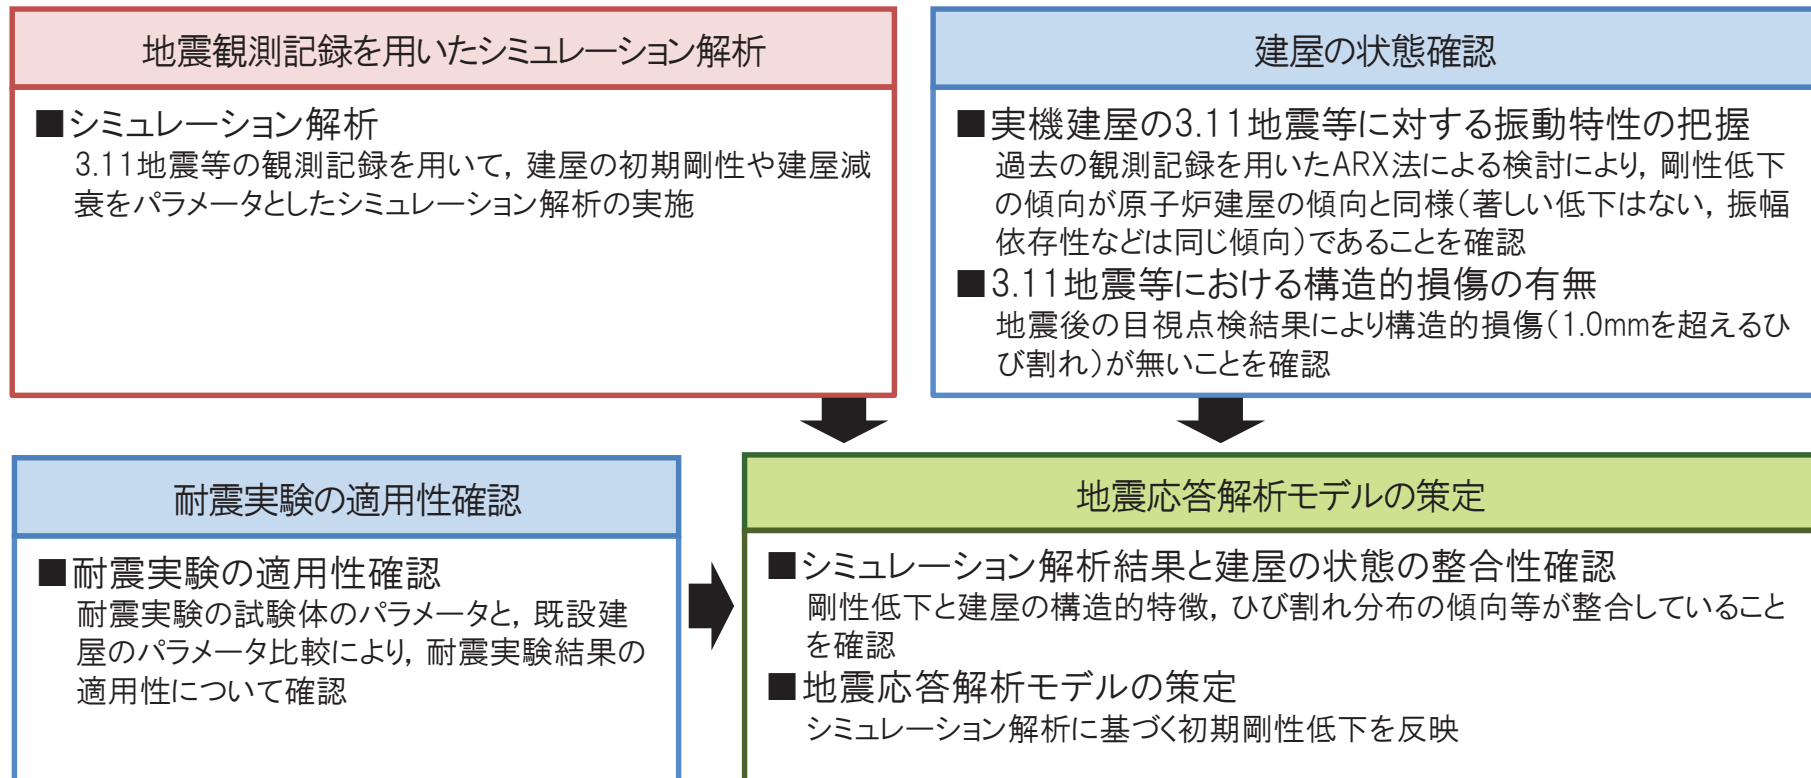 地震観測記録を用いたシミュレーション解析
■シミュレーション解析
3.11地震等の観測記録を用いて，建屋の初期剛性や建屋減
衰をパラメータとしたシミュレーション解析の実施
建屋の状態確認
■実機建屋の3.11地震等に対する振動特性の把握
過去の観測記録を用いたARX法による検討により，剛性低下
の傾向が原子炉建屋の傾向と同様（著しい低下はない，振幅
依存性などは同じ傾向）であることを確認
■3.11地震等における構造的損傷の有無
地震後の目視点検結果により構造的損傷（1.0mmを超えるひ
び割れ）が無いことを確認
耐震実験の適用性確認
■耐震実験の適用性確認
耐震実験の試験体のパラメータと，既設建
屋のパラメータ比較により，耐震実験結果の
適用性について確認
地震応答解析モデルの策定
■シミュレーション解析結果と建屋の状態の整合性確認
剛性低下と建屋の構造的特徴，ひび割れ分布の傾向等が整合していること
を確認
■地震応答解析モデルの策定
シミュレーション解析に基づく初期剛性低下を反映